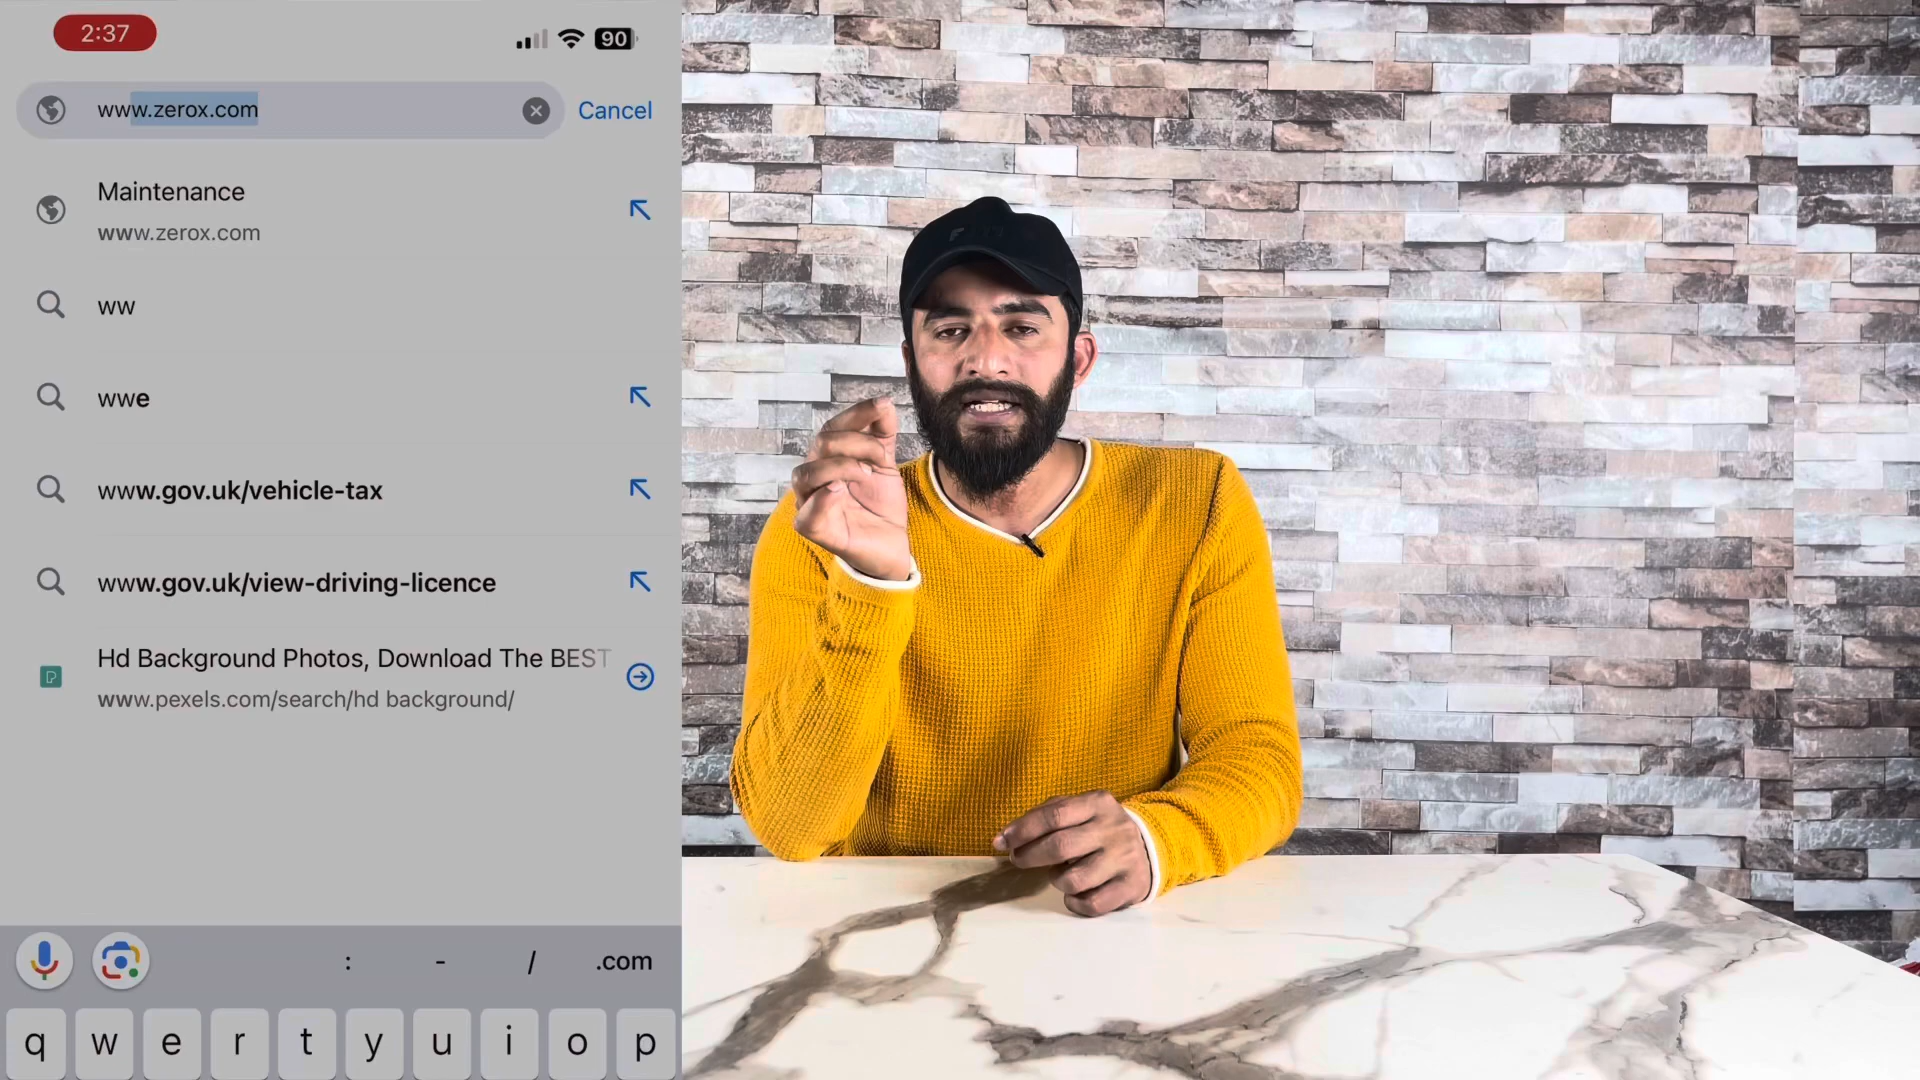 2:37
90
www.zerox.com
Cancel
Maintenance
www.zerox.com
ww
wwe
www.gov.uk/vehicle-tax
www.gov.uk/view-driving-licence
Hd Background Photos, Download The BEST
www.pexels.com/search/hd background/
: - / .com
q w e r t y u i o p